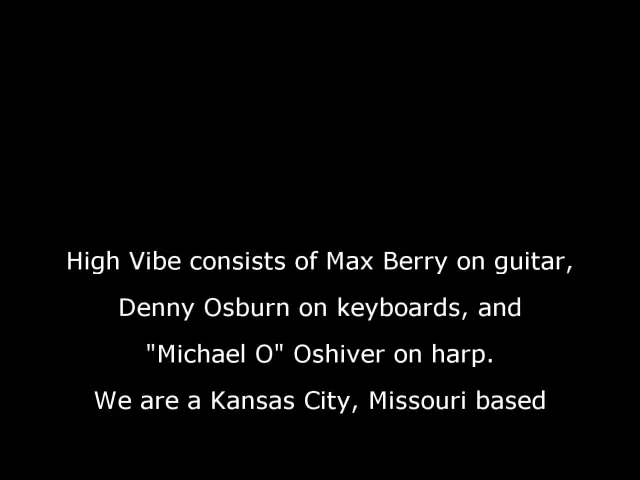 High Vibe consists of Max Berry on guitar,
Denny Osburn on keyboards, and
"Michael O" Oshiver on harp.
We are a Kansas City, Missouri based